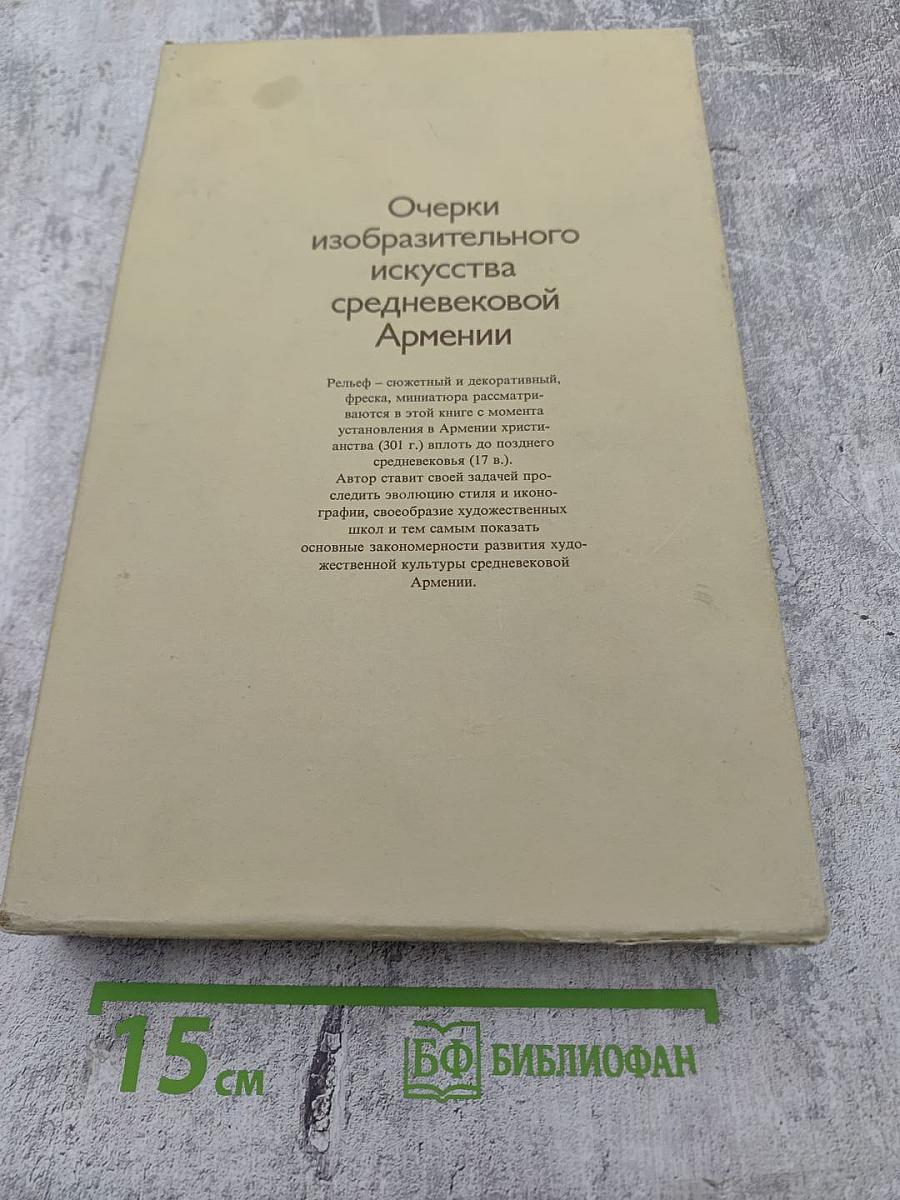 Очерки
изобразительного
искусства
средневековой
Армении
Рельеф – сюжетный и декоративный,
фреска, миниатюра рассматри-
ваются в этой книге с момента
установления в Армении христи-
анства (301 г.) вплоть до позднего
средневековья (17 в.).
Автор ставит своей задачей про-
следить эволюцию стиля и иконо-
графии, своеобразие художественных
школ и тем самым показать
основные закономерности развития худо-
жественной культуры средневековой
Армении.
15 см
БФ БИБЛИОФАН